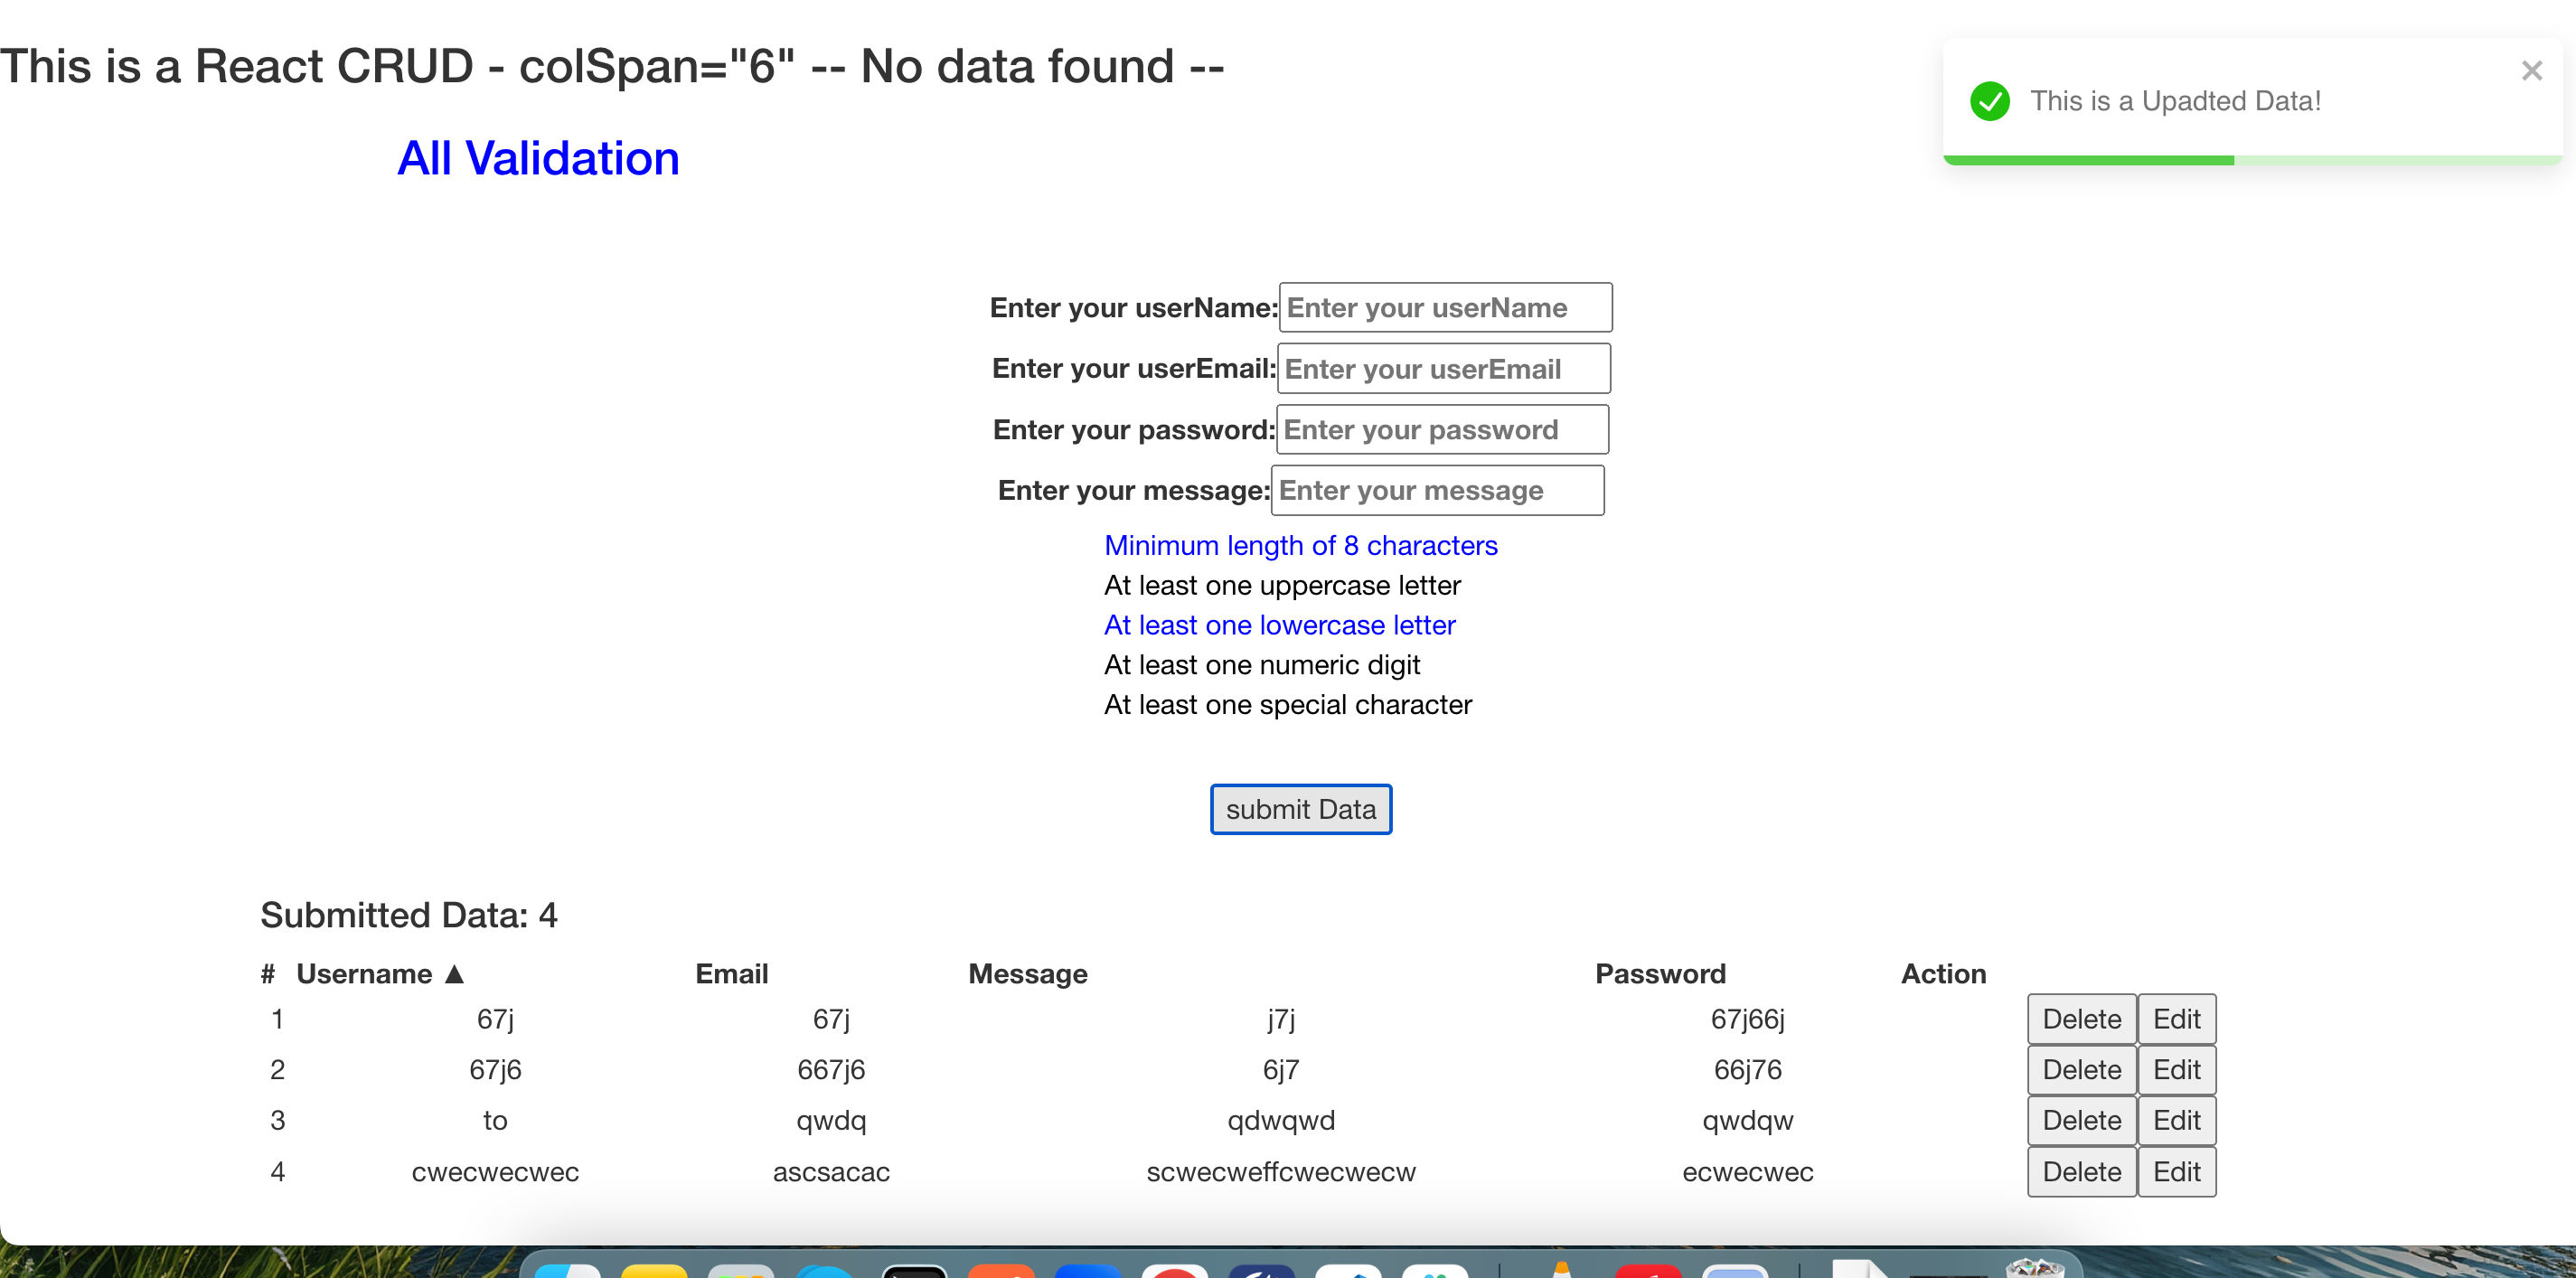 This is a React CRUD - colSpan="6" -- No data found --
This is a Upadted Data!
All Validation
Enter your userName: Enter your userName
Enter your userEmail: Enter your userEmail
Enter your password: Enter your password
Enter your message: Enter your message
Minimum length of 8 characters
At least one uppercase letter
At least one lowercase letter
At least one numeric digit
At least one special character
submit Data
Submitted Data: 4
# Username ▲ Email Message Password Action
1 67j 67j j7j 67j66j Delete Edit
2 67j6 667j6 6j7 66j76 Delete Edit
3 to qwdq qdwqwd qwdqw Delete Edit
4 cwecwecwec ascsacac scwecweffcwecwecw ecwecwec Delete Edit